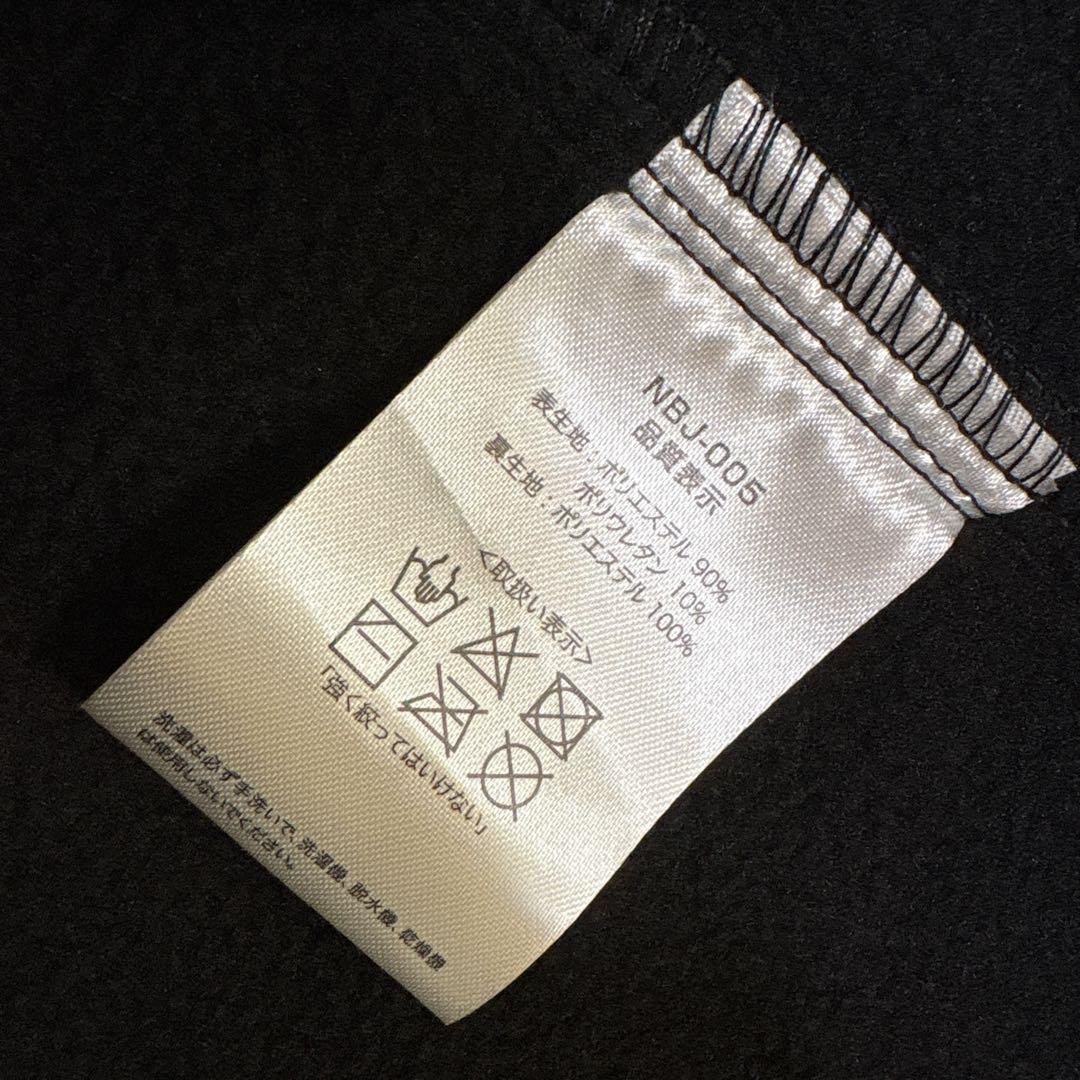 NBJ-005
品質表示
表生地：ポリエステル 90%
ポリウレタン 10%
裏生地：ポリエステル 100%
＜取扱い表示＞
「強く絞ってはいけない」
洗濯は必ず手洗いで、洗濯機、脱水機、乾燥機
は使用しないでください。